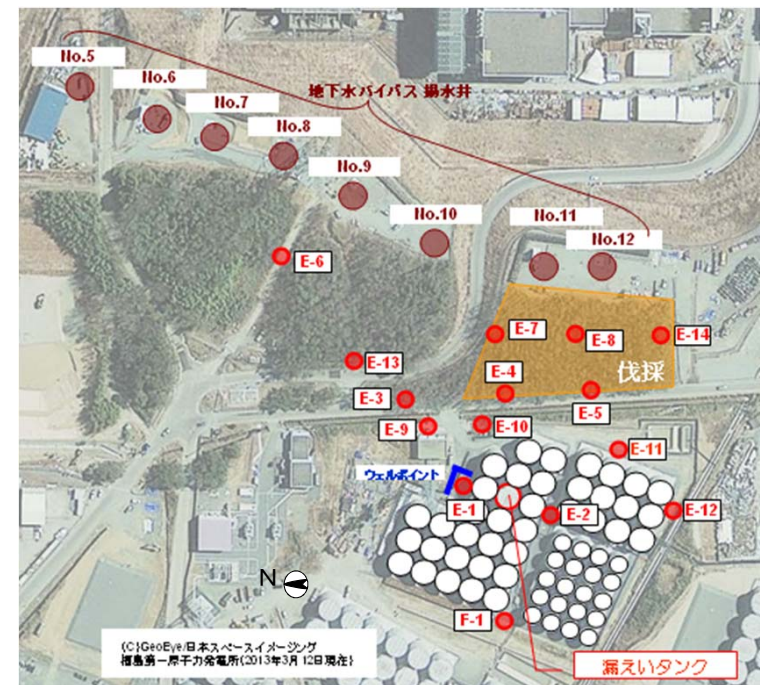 No.5
No.6
No.7
No.8
地下水バイパス 揚水井
No.9
No.10
No.11
No.12
E-6
E-7
E-8
E-14
E-13
E-4
伐採
E-3
E-5
E-9
E-10
E-11
ウェルポイント
E-1
E-2
E-12
N
F-1
(C)GeoEye/日本スペースイメージング
福島第一原子力発電所(2013年3月12日現在)
漏えいタンク